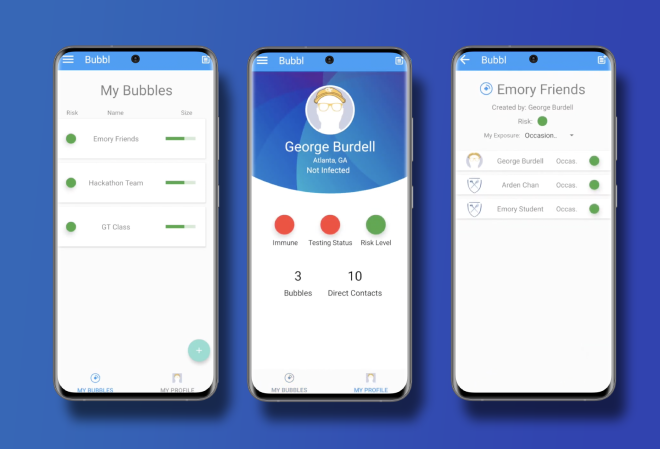 Bubbl
My Bubbles
Risk Name Size
Emory Friends
Hackathon Team
GT Class
+
MY BUBBLES MY PROFILE
Bubbl
George Burdell
Atlanta, GA
Not Infected
Immune Testing Status Risk Level
3 10
Bubbles Direct Contacts
MY BUBBLES MY PROFILE
Bubbl
Emory Friends
Created by: George Burdell
Risk:
My Exposure: Occasion..
George Burdell Occas.
Arden Chan Occas.
Emory Student Occas.